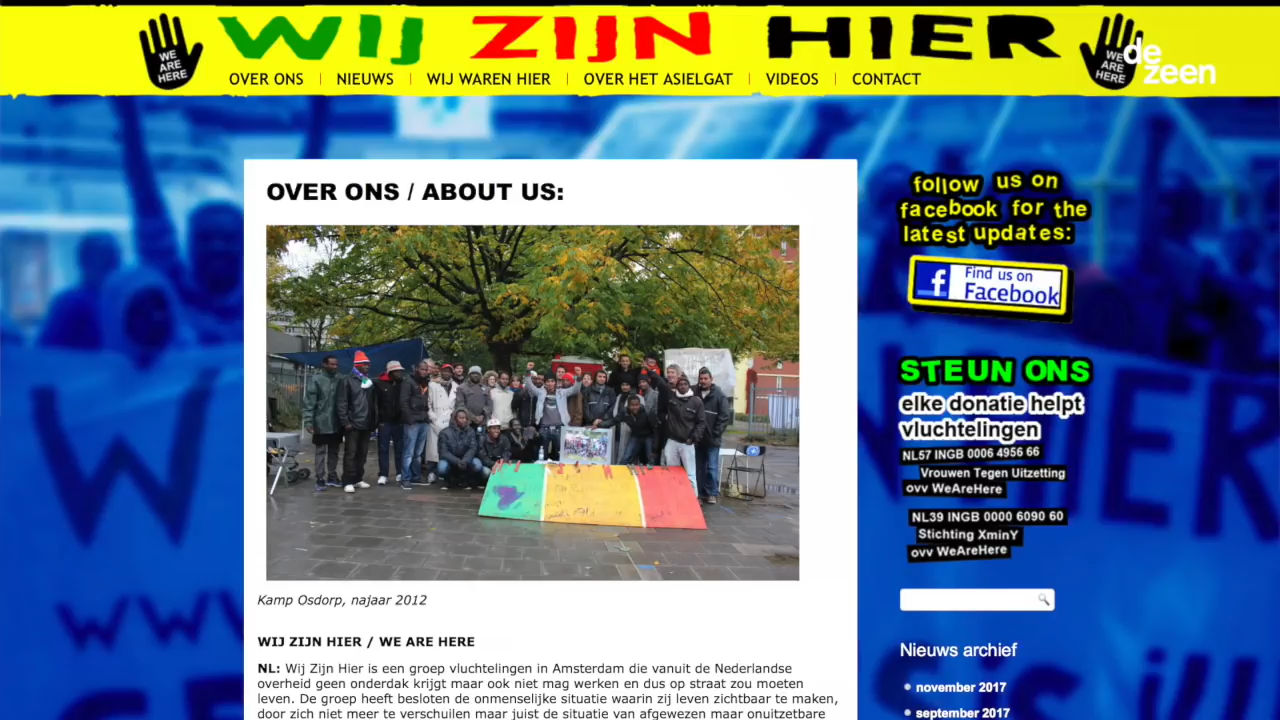 WIJ ZIJN HIER
WE
ARE
HERE
WE
ARE
HERE
de
zeen
OVER ONS | NIEUWS | WIJ WAREN HIER | OVER HET ASIELGAT | VIDEOS | CONTACT
OVER ONS / ABOUT US:
Kamp Osdorp, najaar 2012
WIJ ZIJN HIER / WE ARE HERE
NL: Wij Zijn Hier is een groep vluchtelingen in Amsterdam die vanuit de Nederlandse
overheid geen onderdak krijgt maar ook niet mag werken en dus op straat zou moeten
leven. De groep heeft besloten de onmenselijke situatie waarin zij leven zichtbaar te maken,
door zich niet meer te verschuilen maar juist de situatie van afgewezen maar onuitzetbare
follow us on
facebook for the
latest updates:
f
Find us on
Facebook
STEUN ONS
elke donatie helpt
vluchtelingen
NL57 INGB 0006 4956 66
Vrouwen Tegen Uitzetting
ovv WeAreHere
NL39 INGB 0000 6090 60
Stichting XminY
ovv WeAreHere
Nieuws archief
november 2017
september 2017